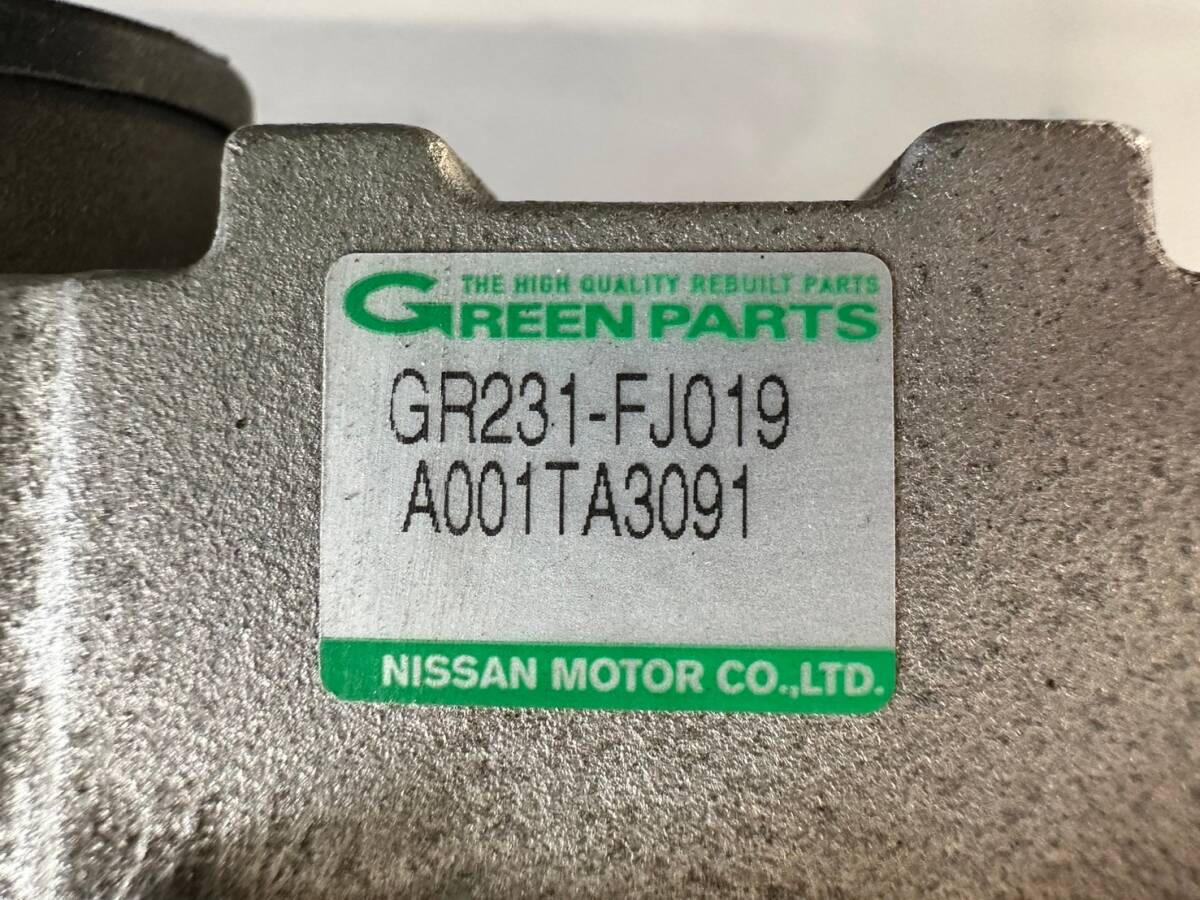 THE HIGH QUALITY REBUILT PARTS
GREEN PARTS
GR231-FJ019
A001TA3091
NISSAN MOTOR CO.,LTD.